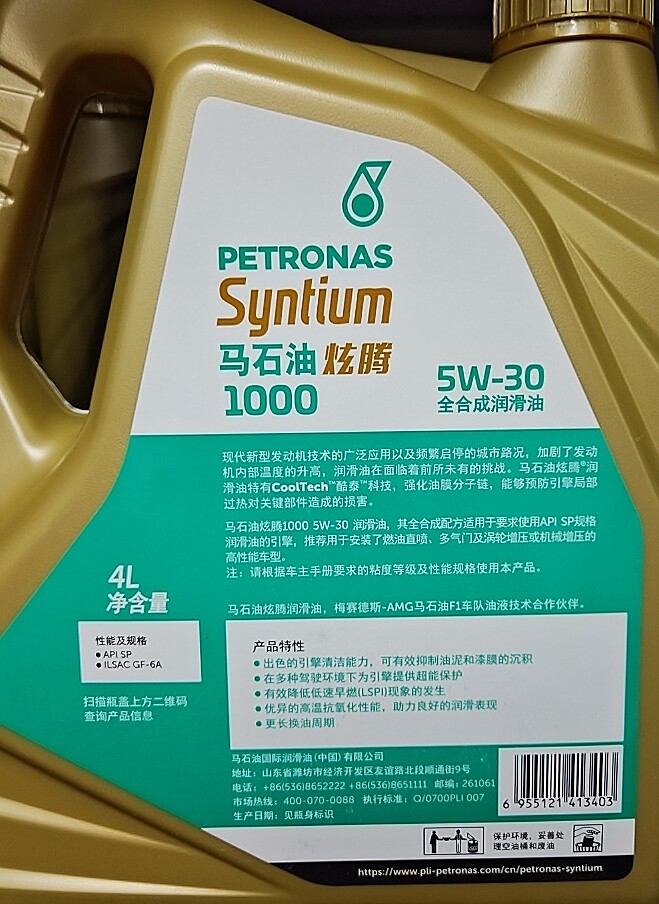 PETRONAS
Syntium
马石油 炫腾
1000
5W-30
全合成润滑油
现代新型发动机技术的广泛应用以及频繁启停的城市路况，加剧了发动
机内部温度的升高，润滑油在面临着前所未有的挑战。马石油炫腾®润
滑油特有CoolTech™酷泰™科技，强化油膜分子链，能够预防引擎局部
过热对关键部件造成的损害。
马石油炫腾1000 5W-30 润滑油，其全合成配方适用于要求使用API SP规格
润滑油的引擎，推荐用于安装了燃油直喷、多气门及涡轮增压或机械增压的
高性能车型。
注：请根据车主手册要求的粘度等级及性能规格使用本产品。
4L
净含量
马石油炫腾润滑油，梅赛德斯-AMG马石油F1车队油液技术合作伙伴。
性能及规格
● API SP
● ILSAC GF-6A
扫描瓶盖上方二维码
查询产品信息
产品特性
● 出色的引擎清洁能力，可有效抑制油泥和漆膜的沉积
● 在多种驾驶环境下为引擎提供超能保护
● 有效降低低速早燃(LSPI)现象的发生
● 优异的高温抗氧化性能，助力良好的润滑表现
● 更长换油周期
马石油国际润滑油（中国）有限公司
地址：山东省潍坊市经济开发区友谊路北段顺通街9号
电话：+86(536)8652222 +86(536)8651111 邮编：261061
市场热线：400-070-0088 执行标准：Q/0700PLI 007
生产日期：见瓶身标识
6 955121 413403
保护环境，妥善处
理空油桶和废油
https://www.pli-petronas.com/cn/petronas-syntium